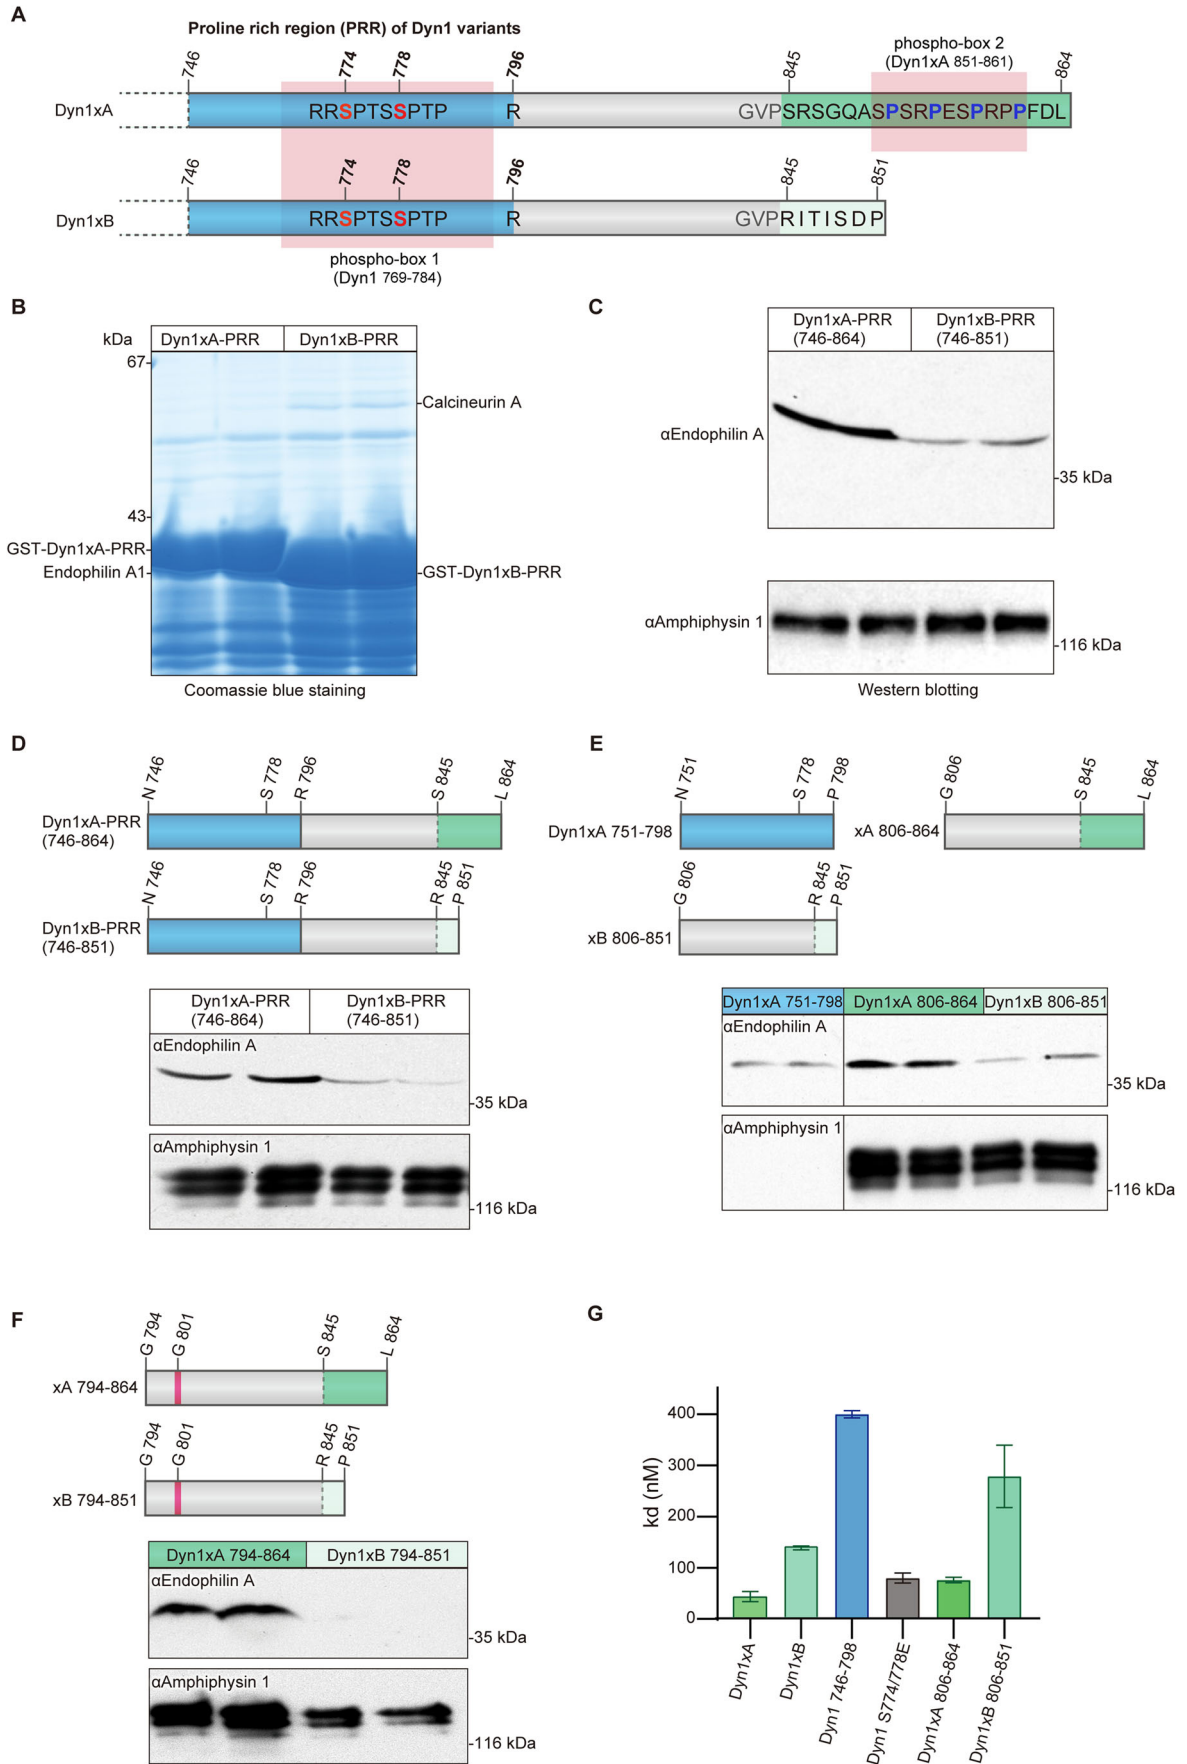 A
Proline rich region (PRR) of Dyn1 variants
746
774
778
796
845
phospho-box 2
(Dyn1xA 851-861)
864
Dyn1xA
RRSPTSSPTP
R
GVPSRSGQASPSRPESPRPPFDL
746
774
778
796
845
851
Dyn1xB
RRSPTSSPTP
R
GVPRITISDP
phospho-box 1
(Dyn1 769-784)
B
kDa
Dyn1xA-PRR
Dyn1xB-PRR
67
Calcineurin A
43
GST-Dyn1xA-PRR
Endophilin A1
GST-Dyn1xB-PRR
Coomassie blue staining
C
Dyn1xA-PRR
(746-864)
Dyn1xB-PRR
(746-851)
αEndophilin A
35 kDa
αAmphiphysin 1
116 kDa
Western blotting
D
N 746
S 778
R 796
S 845
L 864
Dyn1xA-PRR
(746-864)
N 746
S 778
R 796
R 845
P 851
Dyn1xB-PRR
(746-851)
Dyn1xA-PRR
(746-864)
Dyn1xB-PRR
(746-851)
αEndophilin A
35 kDa
αAmphiphysin 1
116 kDa
E
N 751
S 778
P 798
Dyn1xA 751-798
G 806
S 845
L 864
xA 806-864
G 806
R 845
P 851
xB 806-851
Dyn1xA 751-798
Dyn1xA 806-864
Dyn1xB 806-851
αEndophilin A
35 kDa
αAmphiphysin 1
116 kDa
F
G 794
G 801
S 845
L 864
xA 794-864
G 794
G 801
R 845
P 851
xB 794-851
Dyn1xA 794-864
Dyn1xB 794-851
αEndophilin A
35 kDa
αAmphiphysin 1
116 kDa
G
kd (nM)
400
300
200
100
0
Dyn1xA
Dyn1xB
Dyn1 746-798
Dyn1 S774/778E
Dyn1xA 806-864
Dyn1xB 806-851